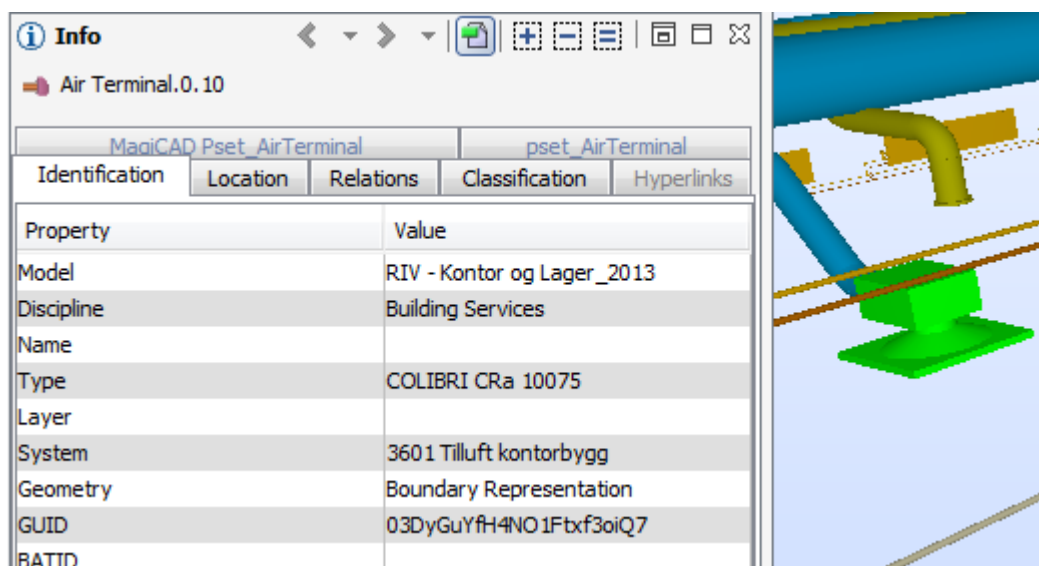 Info
Air Terminal.0.10
MagiCAD Pset_AirTerminal pset_AirTerminal
Identification Location Relations Classification Hyperlinks
Property Value
Model RIV - Kontor og Lager_2013
Discipline Building Services
Name
Type COLIBRI CRa 10075
Layer
System 3601 Tilluft kontorbygg
Geometry Boundary Representation
GUID 03DyGuYfH4NO1Ftxf3oiQ7
BATID